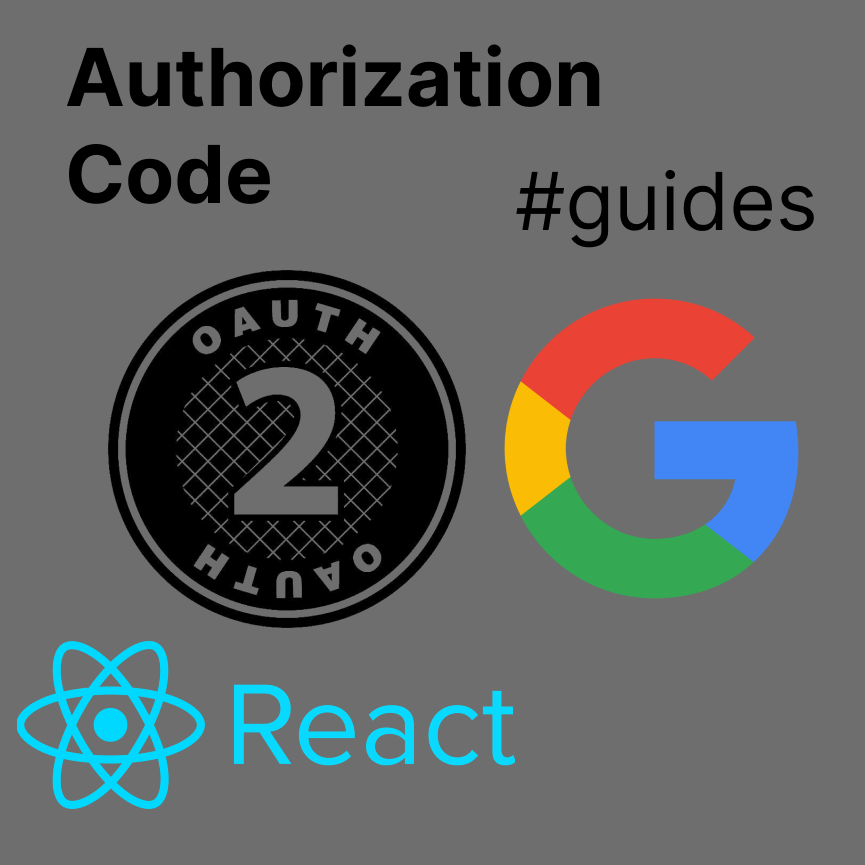 Authorization
Code
#guides
OAUTH
2
OAUTH
React